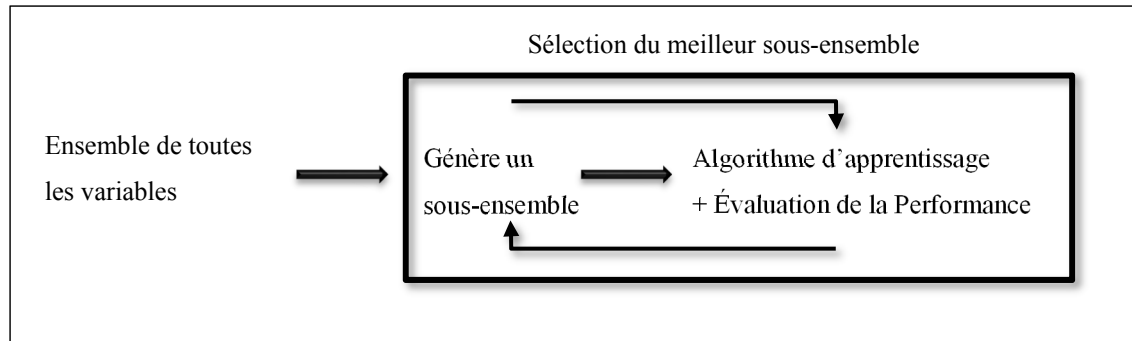 Sélection du meilleur sous-ensemble
Ensemble de toutes
les variables
Génère un
sous-ensemble
Algorithme d'apprentissage
+ Évaluation de la Performance